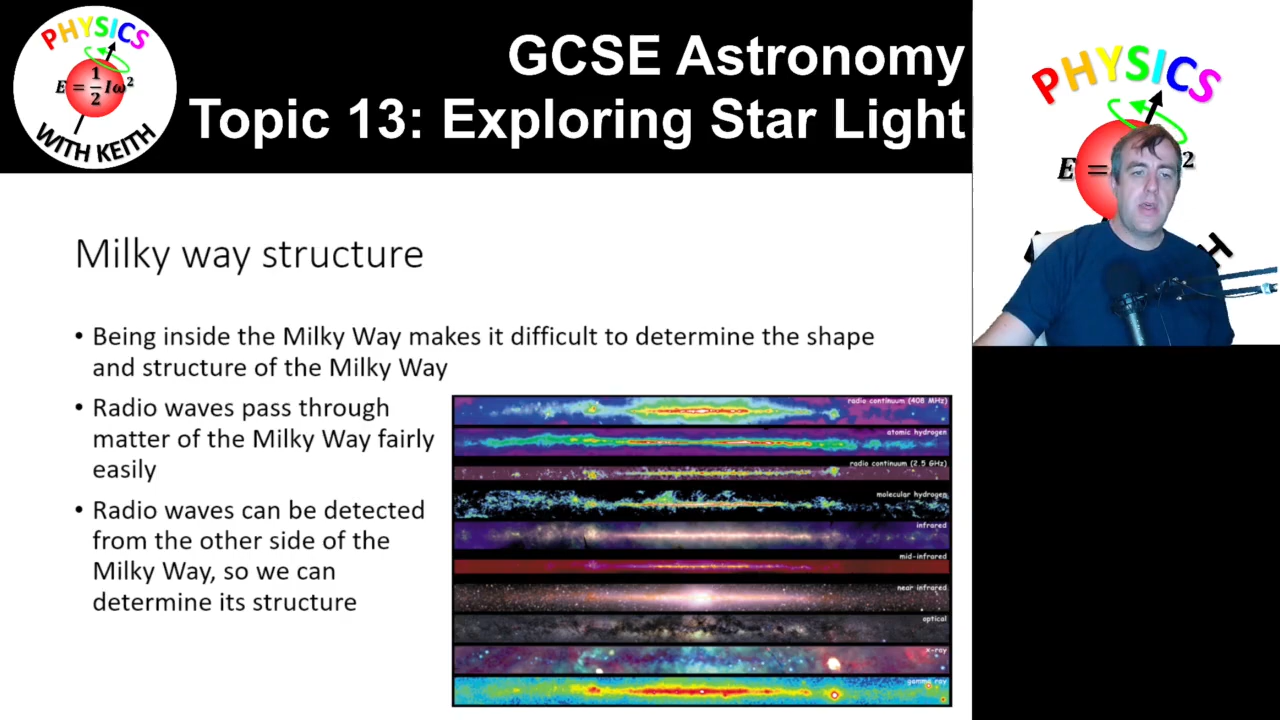 PHYSICS
E = 1/2 Iω²
WITH KEITH
GCSE Astronomy
Topic 13: Exploring Star Light
PHYSICS
E =
2
H
Milky way structure
• Being inside the Milky Way makes it difficult to determine the shape
and structure of the Milky Way
• Radio waves pass through
matter of the Milky Way fairly
easily
• Radio waves can be detected
from the other side of the
Milky Way, so we can
determine its structure
radio continuum (408 MHz)
atomic hydrogen
radio continuum (2.5 GHz)
molecular hydrogen
infrared
mid-infrared
near infrared
optical
x-ray
gamma ray